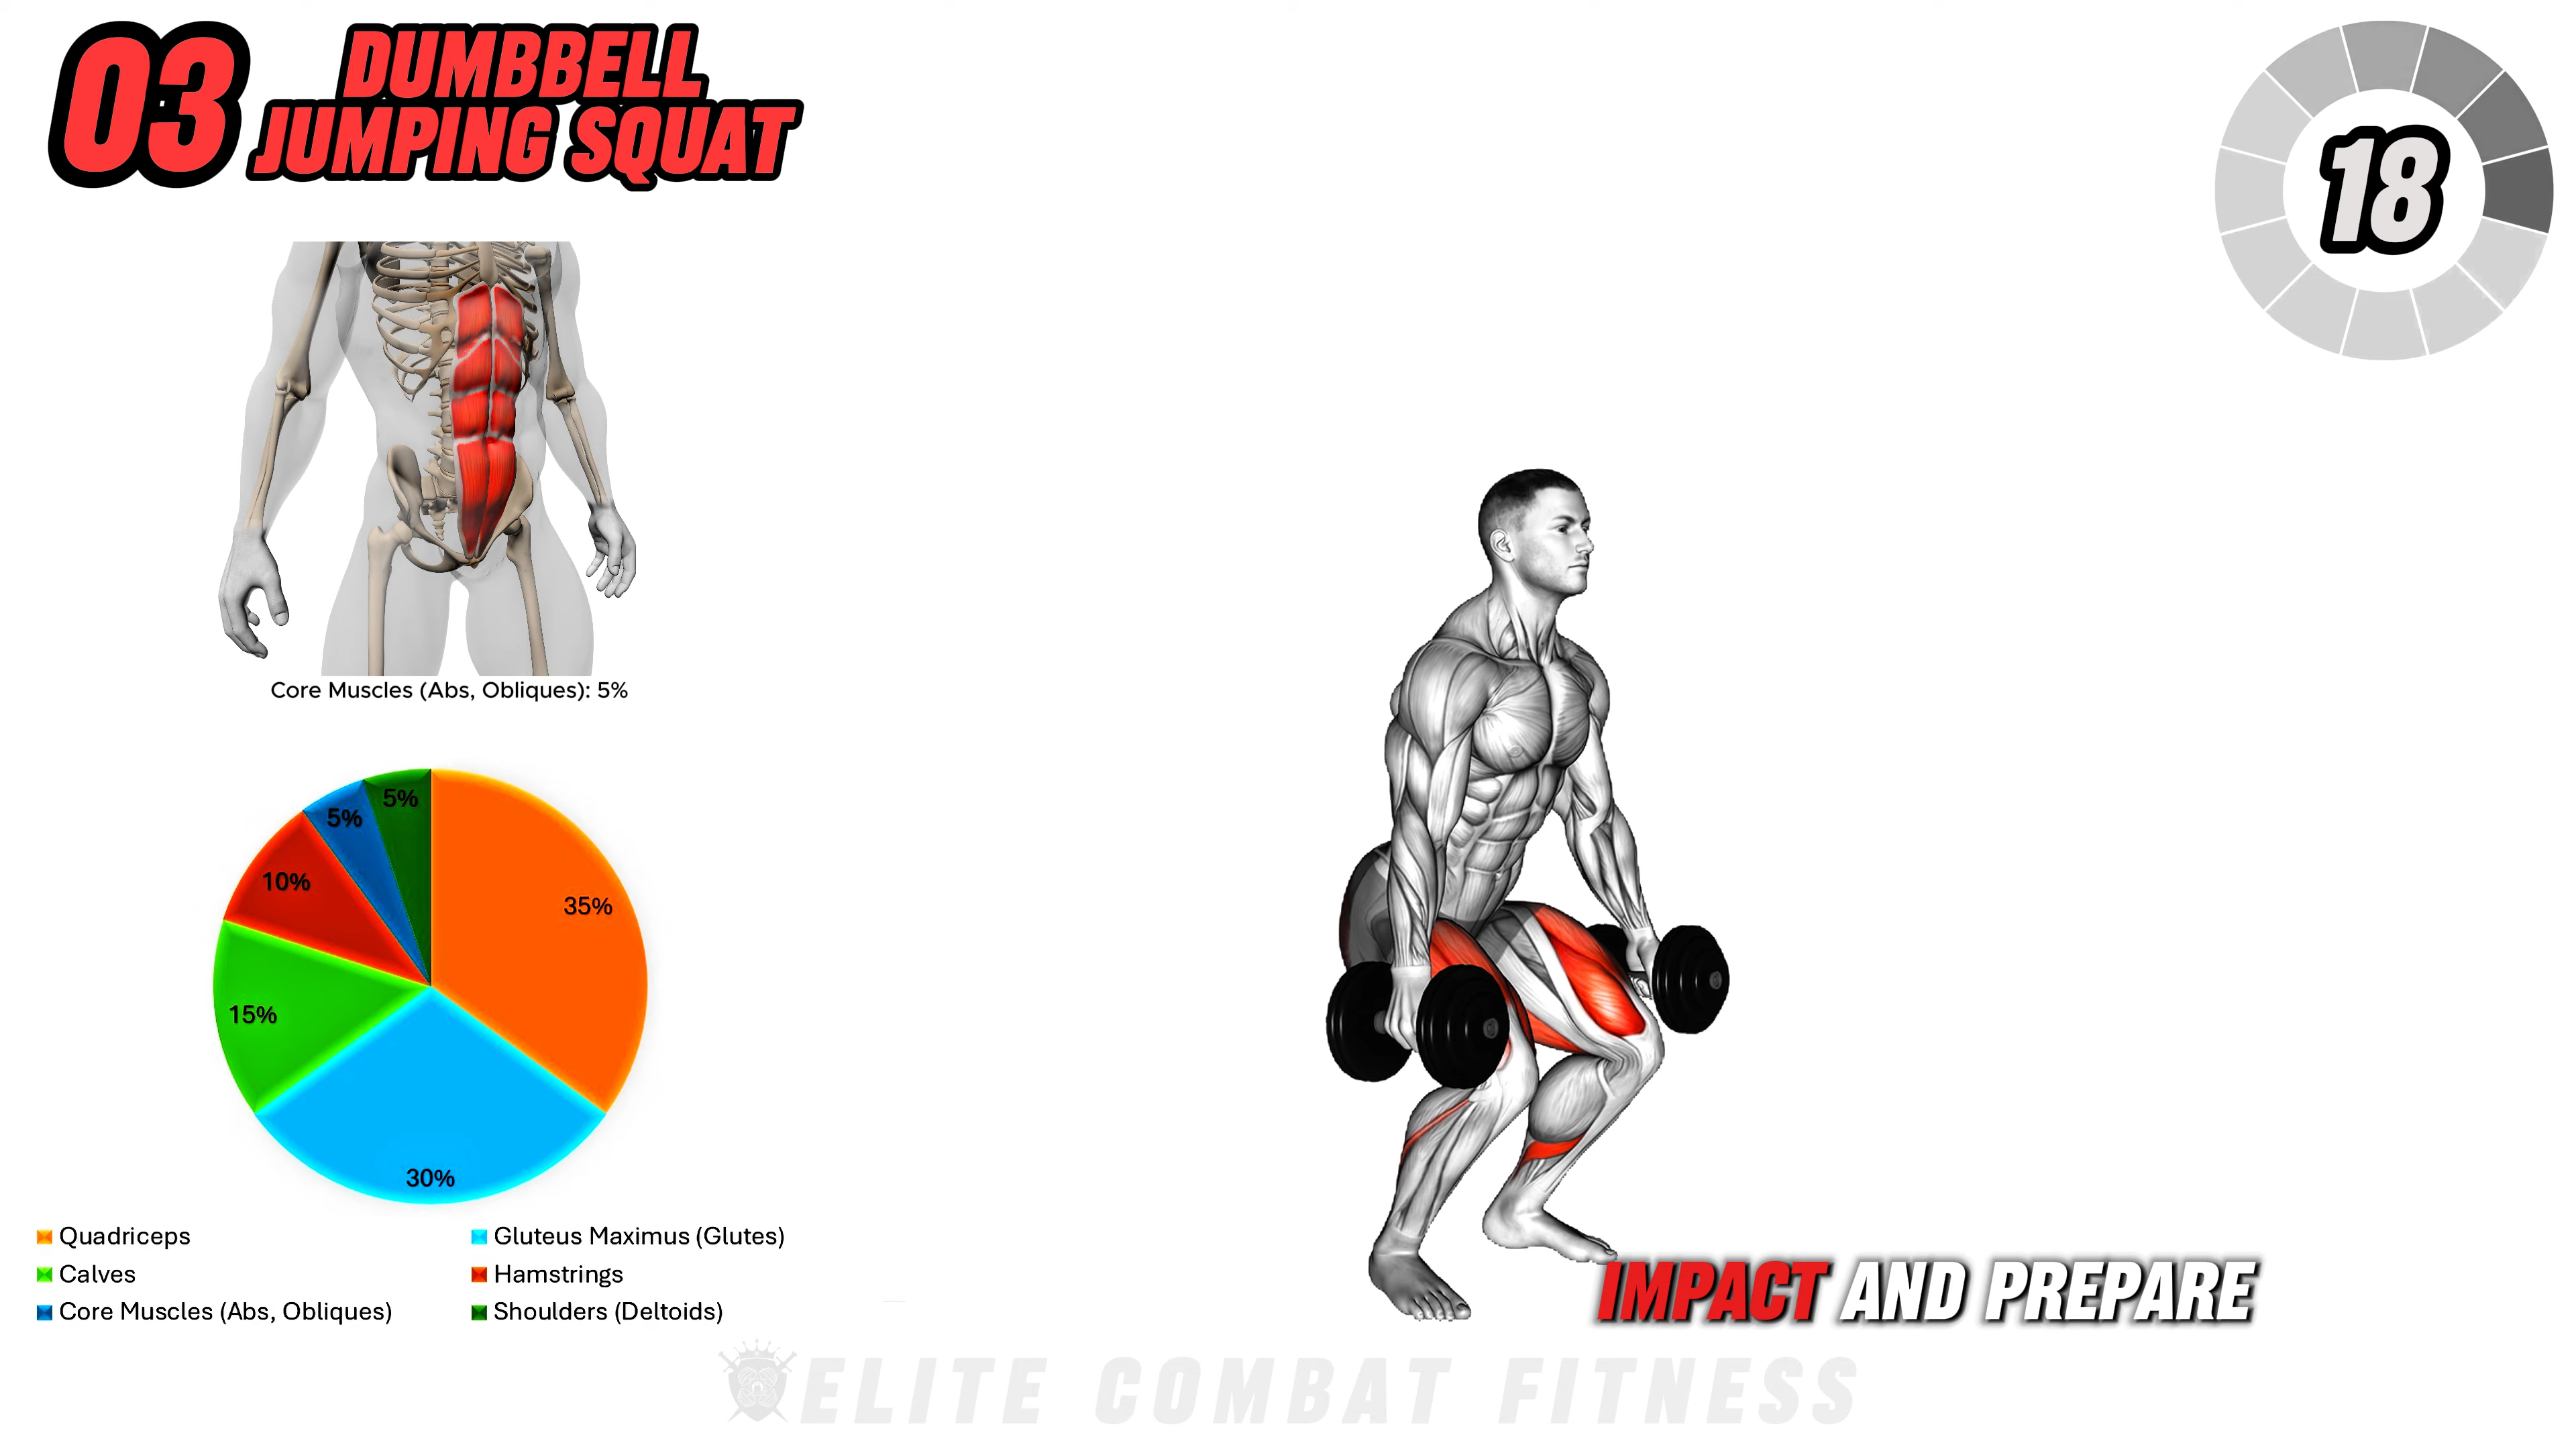 03
DUMBBELL
JUMPING SQUAT
18
Core Muscles (Abs, Obliques): 5%
5%
5%
10%
35%
15%
30%
Quadriceps
Gluteus Maximus (Glutes)
Calves
Hamstrings
Core Muscles (Abs, Obliques)
Shoulders (Deltoids)
IMPACT AND PREPARE
ELITE COMBAT FITNESS